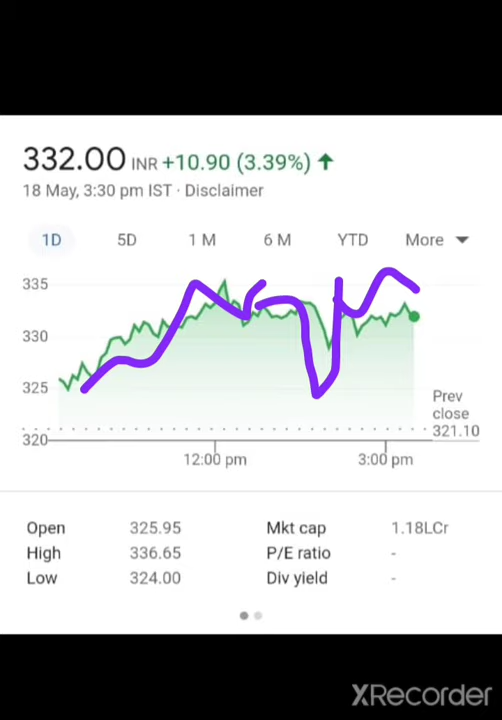 332.00 INR +10.90 (3.39%) ↑
18 May, 3:30 pm IST · Disclaimer
1D 5D 1 M 6 M YTD More
335
330
325
320
Prev
close
321.10
12:00 pm 3:00 pm
Open 325.95 Mkt cap 1.18LCr
High 336.65 P/E ratio -
Low 324.00 Div yield -
XRecorder